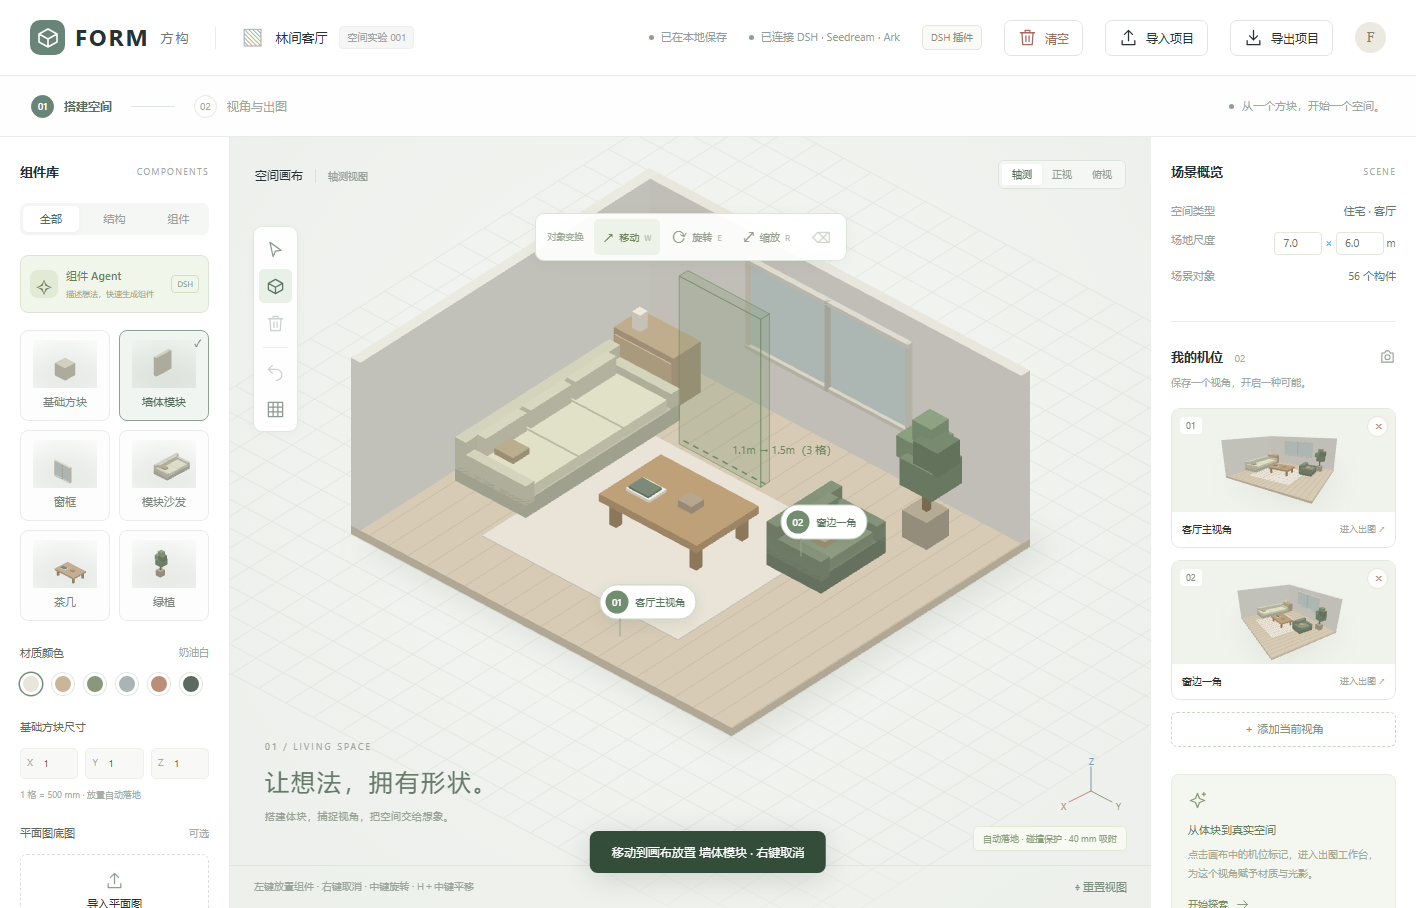 FORM 方构
林间客厅
空间实验 001
已在本地保存
已连接 DSH · Seedream · Ark
DSH 插件
清空
导入项目
导出项目
F
01 搭建空间
02 视角与出图
从一个方块，开始一个空间。
组件库
COMPONENTS
全部
结构
组件
组件 Agent
描述想法，快速生成组件
DSH
基础方块
墙体模块
窗框
模块沙发
茶几
绿植
材质颜色
奶油白
基础方块尺寸
X 1
Y 1
Z 1
1 格 = 500 mm · 放置自动落地
平面图底图
可选
导入平面图
空间画布
轴测视图
轴测
正视
俯视
对象变换
移动 W
旋转 E
缩放 R
1.1m → 1.5m（3 格）
02 窗边一角
01 客厅主视角
01 / LIVING SPACE
让想法，拥有形状。
搭建体块，捕捉视角，把空间交给想象。
Z
X
Y
自动落地 · 碰撞保护 · 40 mm 吸附
移动到画布放置 墙体模块 · 右键取消
左键放置组件 · 右键取消 · 中键旋转 · H + 中键平移
重置视图
场景概览
SCENE
空间类型
住宅 · 客厅
场地尺度
7.0 × 6.0 m
场景对象
56 个构件
我的机位 02
保存一个视角，开启一种可能。
01
客厅主视角
进入出图
02
窗边一角
进入出图
+ 添加当前视角
从体块到真实空间
点击画布中的机位标记，进入出图工作台，
为这个视角赋予材质与光影。
开始探索